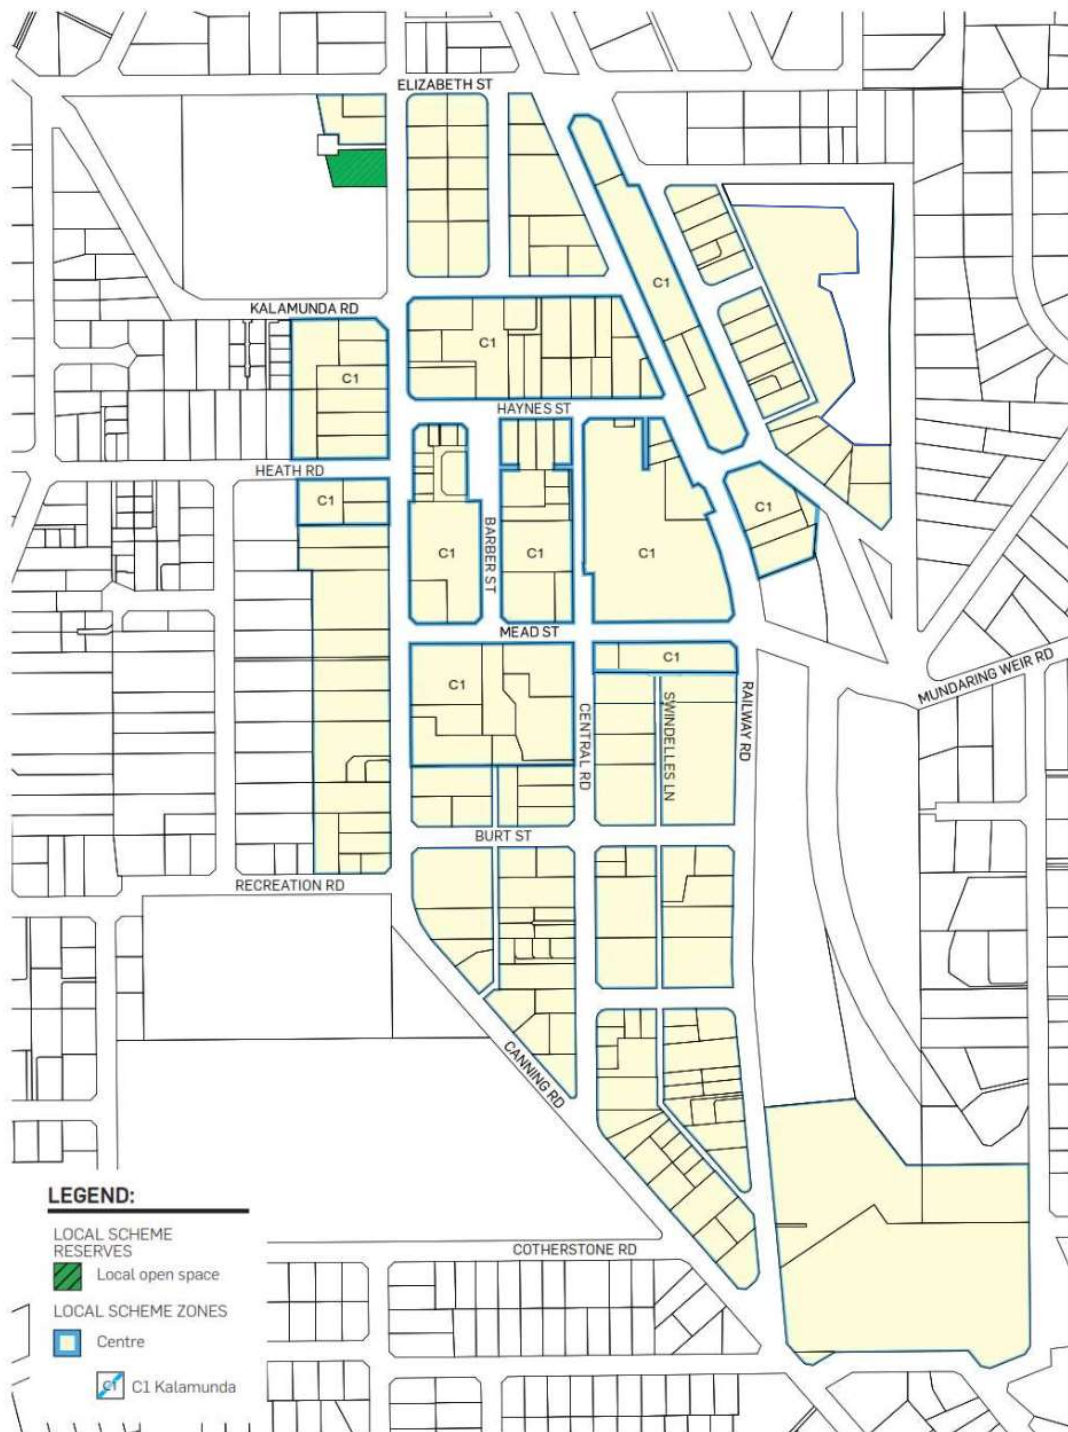 ELIZABETH ST
C1
KALAMUNDA RD
C1
C1
HAYNES ST
HEATH RD
C1
C1
BARBER ST
C1
C1
C1
MEAD ST
C1
C1
MUNDARING WEIR RD
CENTRAL RD
SWINDELLES LN
RAILWAY RD
BURT ST
RECREATION RD
CANNING RD
COTHERSTONE RD
LEGEND:
LOCAL SCHEME
RESERVES
Local open space
LOCAL SCHEME ZONES
Centre
C1 C1 Kalamunda